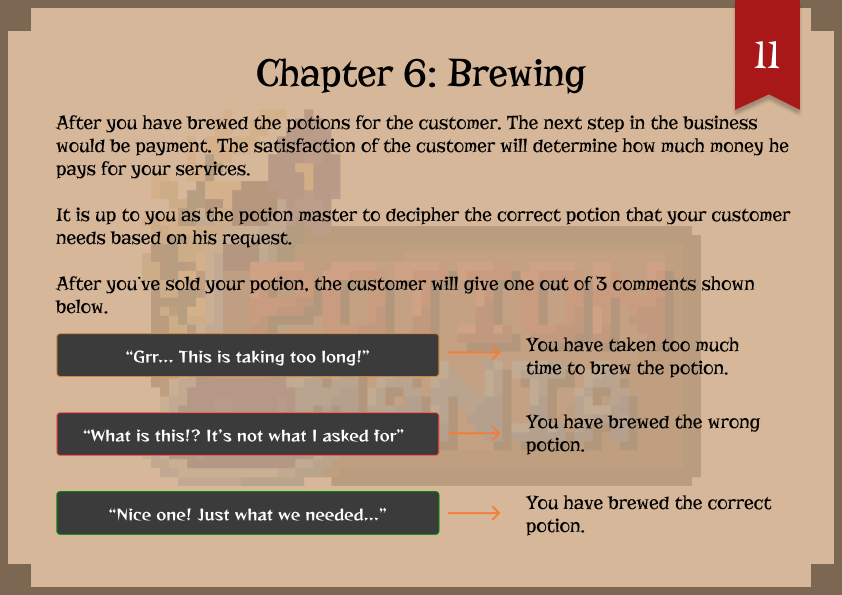 11
Chapter 6: Brewing
After you have brewed the potions for the customer. The next step in the business
would be payment. The satisfaction of the customer will determine how much money he
pays for your services.
It is up to you as the potion master to decipher the correct potion that your customer
needs based on his request.
After you've sold your potion, the customer will give one out of 3 comments shown
below.
“Grr... This is taking too long!”
You have taken too much
time to brew the potion.
“What is this!? It’s not what I asked for”
You have brewed the wrong
potion.
“Nice one! Just what we needed...”
You have brewed the correct
potion.
POTION
MANIA